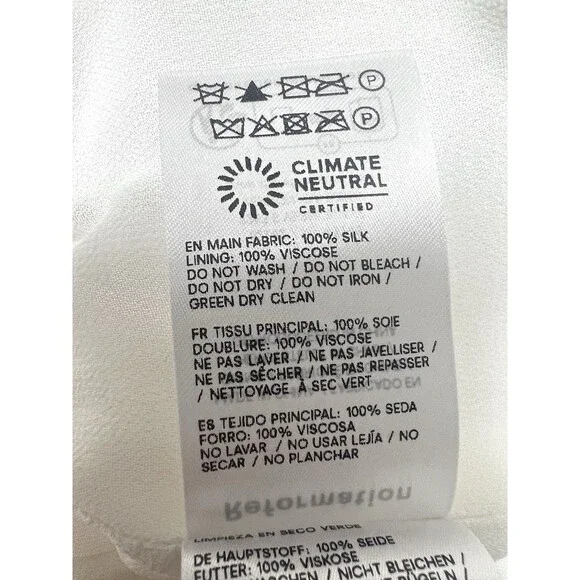 P
P
CLIMATE
NEUTRAL
CERTIFIED
EN MAIN FABRIC: 100% SILK
LINING: 100% VISCOSE
DO NOT WASH / DO NOT BLEACH /
DO NOT DRY / DO NOT IRON /
GREEN DRY CLEAN
FR TISSU PRINCIPAL: 100% SOIE
DOUBLURE: 100% VISCOSE
NE PAS LAVER / NE PAS JAVELLISER /
NE PAS SÉCHER / NE PAS REPASSER
/ NETTOYAGE À SEC VERT
ES TEJIDO PRINCIPAL: 100% SEDA
FORRO: 100% VISCOSA
NO LAVAR / NO USAR LEJÍA / NO
SECAR / NO PLANCHAR
Reformation
LIMPIEZA EN SECO VERDE
DE HAUPTSTOFF: 100% SEIDE
FUTTER: 100% VISKOSE
NICHT BLEICHEN /